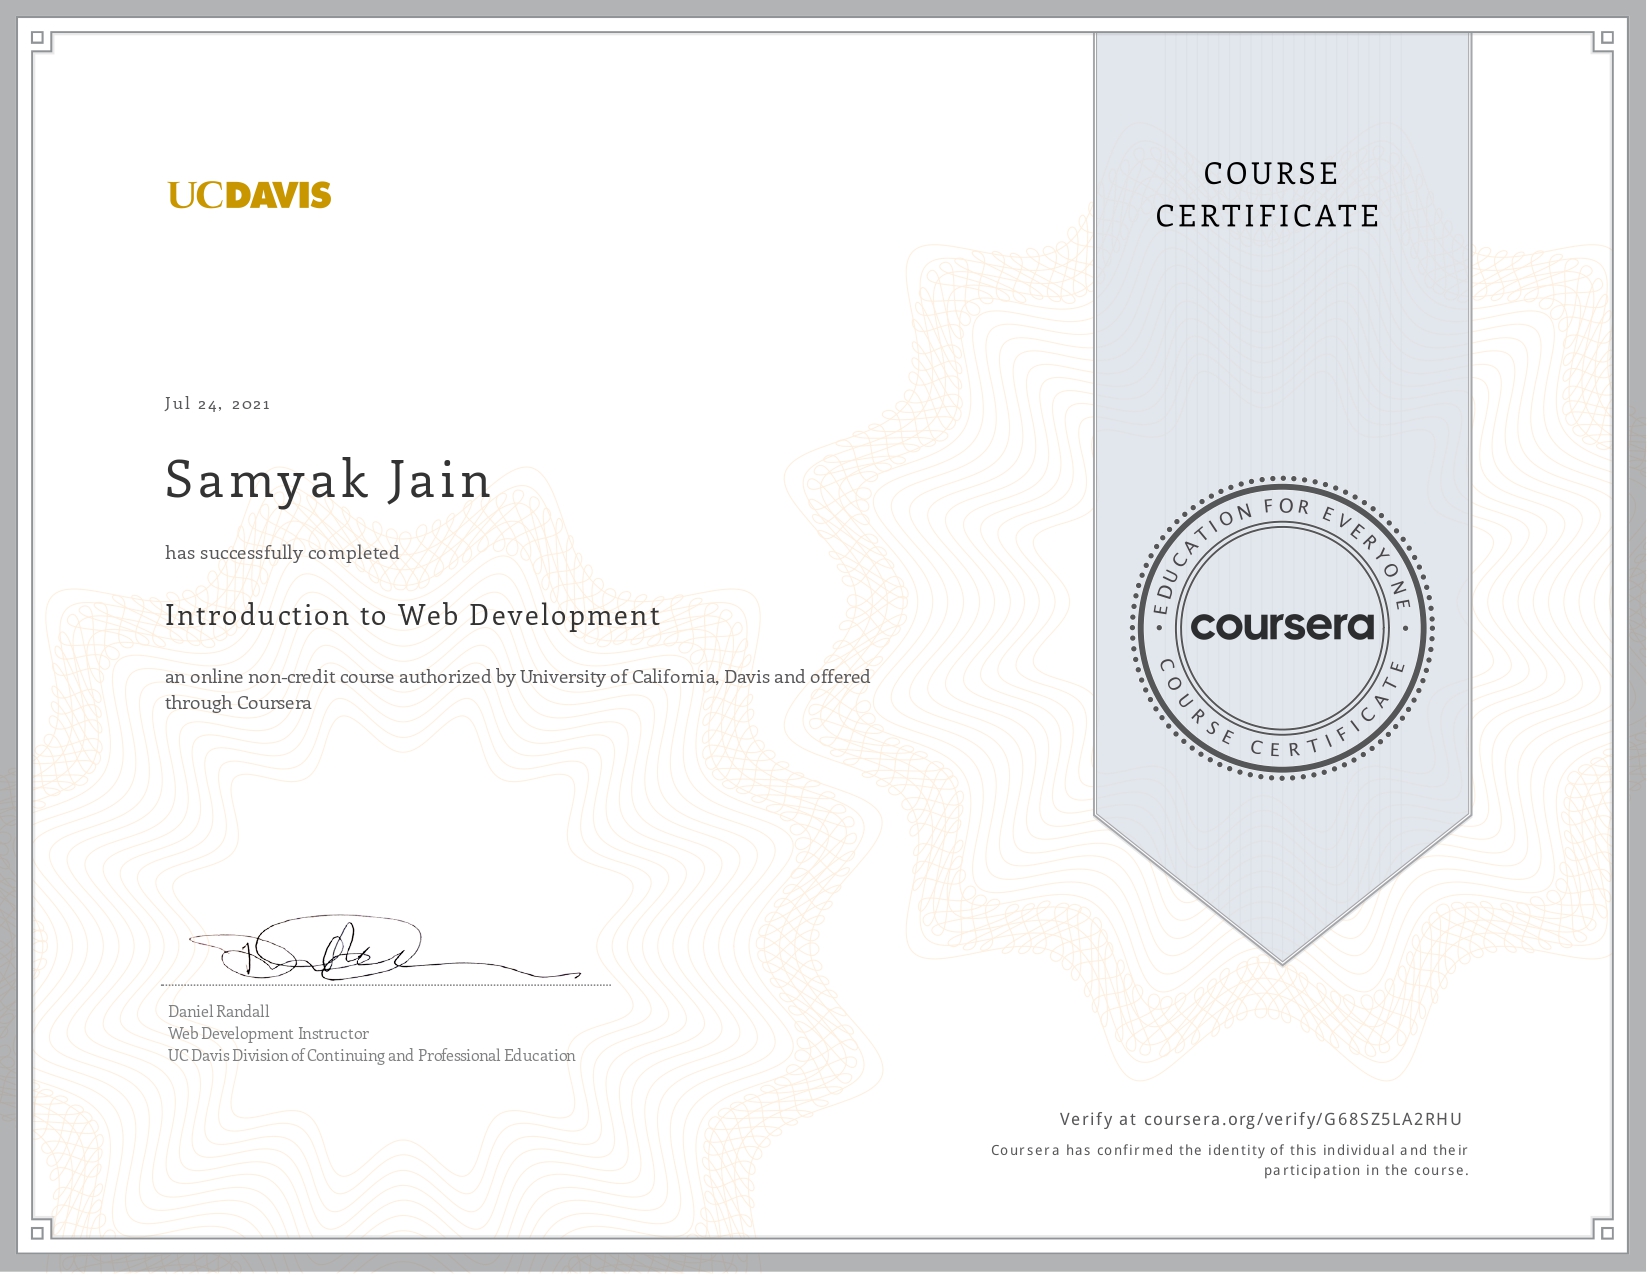 UCDAVIS
COURSE
CERTIFICATE
Jul 24, 2021
Samyak Jain
has successfully completed
Introduction to Web Development
an online non-credit course authorized by University of California, Davis and offered
through Coursera
EDUCATION FOR EVERYONE
coursera
COURSE CERTIFICATE
Daniel Randall
Web Development Instructor
UC Davis Division of Continuing and Professional Education
Verify at coursera.org/verify/G68SZ5LA2RHU
Coursera has confirmed the identity of this individual and their
participation in the course.